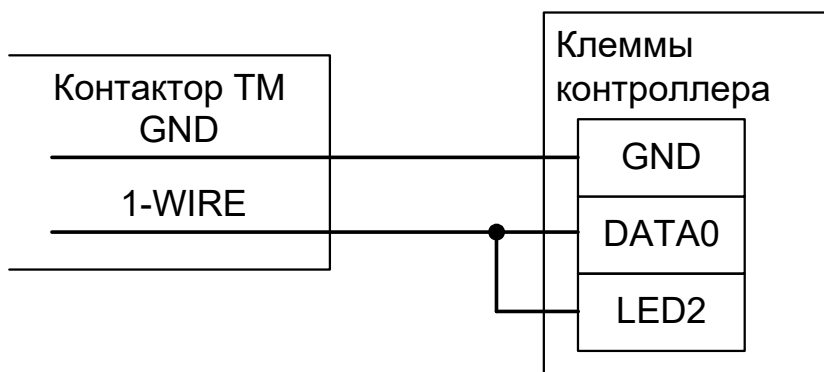 Контактор ТМ
GND
1-WIRE
Клеммы
контроллера
GND
DATA0
LED2